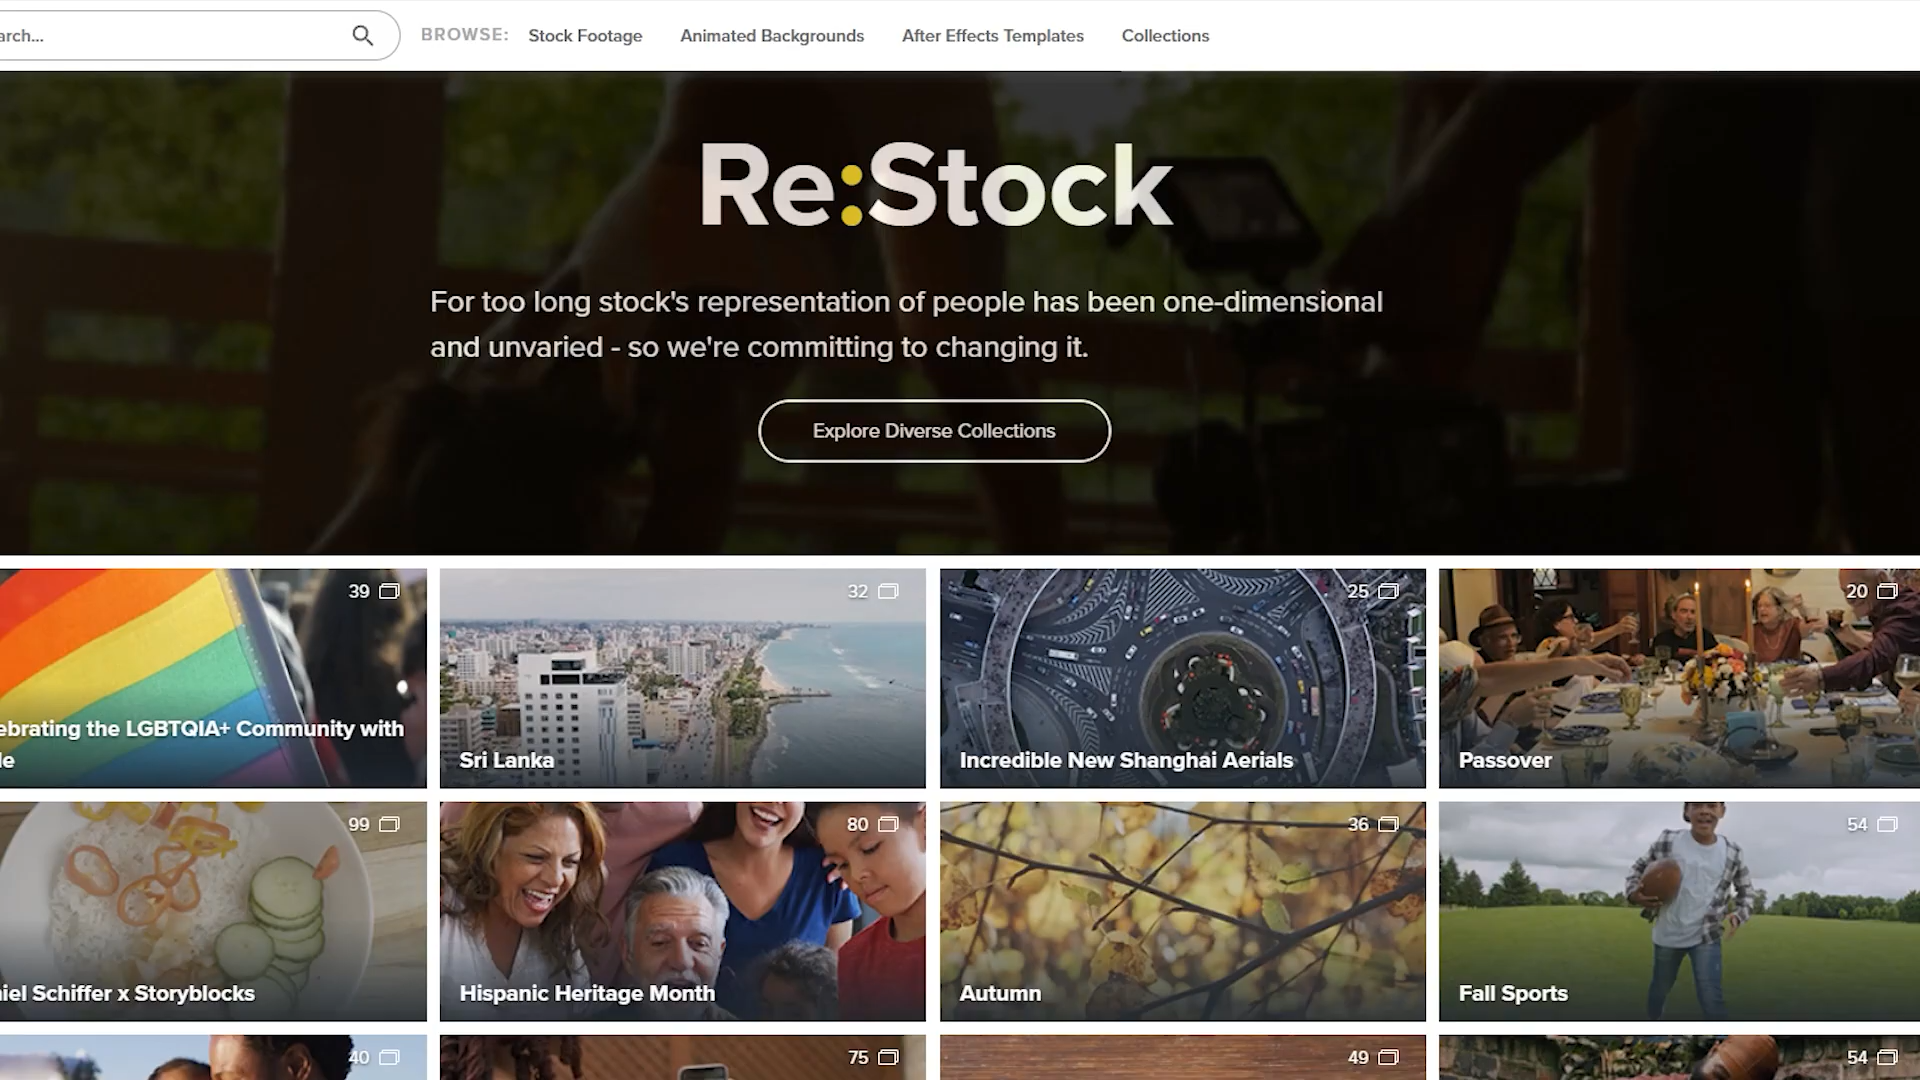 arch...
BROWSE: Stock Footage Animated Backgrounds After Effects Templates Collections
Re:Stock
For too long stock's representation of people has been one-dimensional
and unvaried - so we're committing to changing it.
Explore Diverse Collections
39
ebrating the LGBTQIA+ Community with
le
32
Sri Lanka
25
Incredible New Shanghai Aerials
20
Passover
99
niel Schiffer x Storyblocks
80
Hispanic Heritage Month
36
Autumn
54
Fall Sports
40
75
49
54